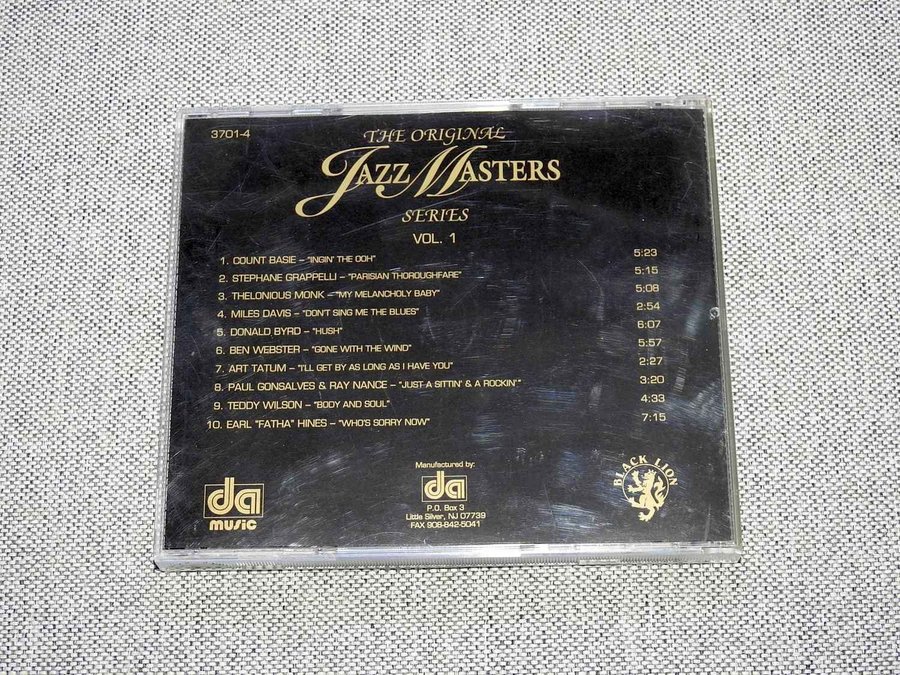 3701-4
THE ORIGINAL
JAZZ MASTERS
SERIES
VOL. 1
1. COUNT BASIE – "INGIN' THE OOH" 5:23
2. STEPHANE GRAPPELLI – "PARISIAN THOROUGHFARE" 5:15
3. THELONIOUS MONK – "MY MELANCHOLY BABY" 5:08
4. MILES DAVIS – "DON'T SING ME THE BLUES" 2:54
5. DONALD BYRD – "HUSH" 6:07
6. BEN WEBSTER – "GONE WITH THE WIND" 5:57
7. ART TATUM – "I'LL GET BY AS LONG AS I HAVE YOU" 2:27
8. PAUL GONSALVES & RAY NANCE – "JUST A SITTIN' & A ROCKIN'" 3:20
9. TEDDY WILSON – "BODY AND SOUL" 4:33
10. EARL "FATHA" HINES – "WHO'S SORRY NOW" 7:15
da
music
Manufactured by:
da
P.O. Box 3
Little Silver, NJ 07739
FAX 908-842-5041
BLACK LION